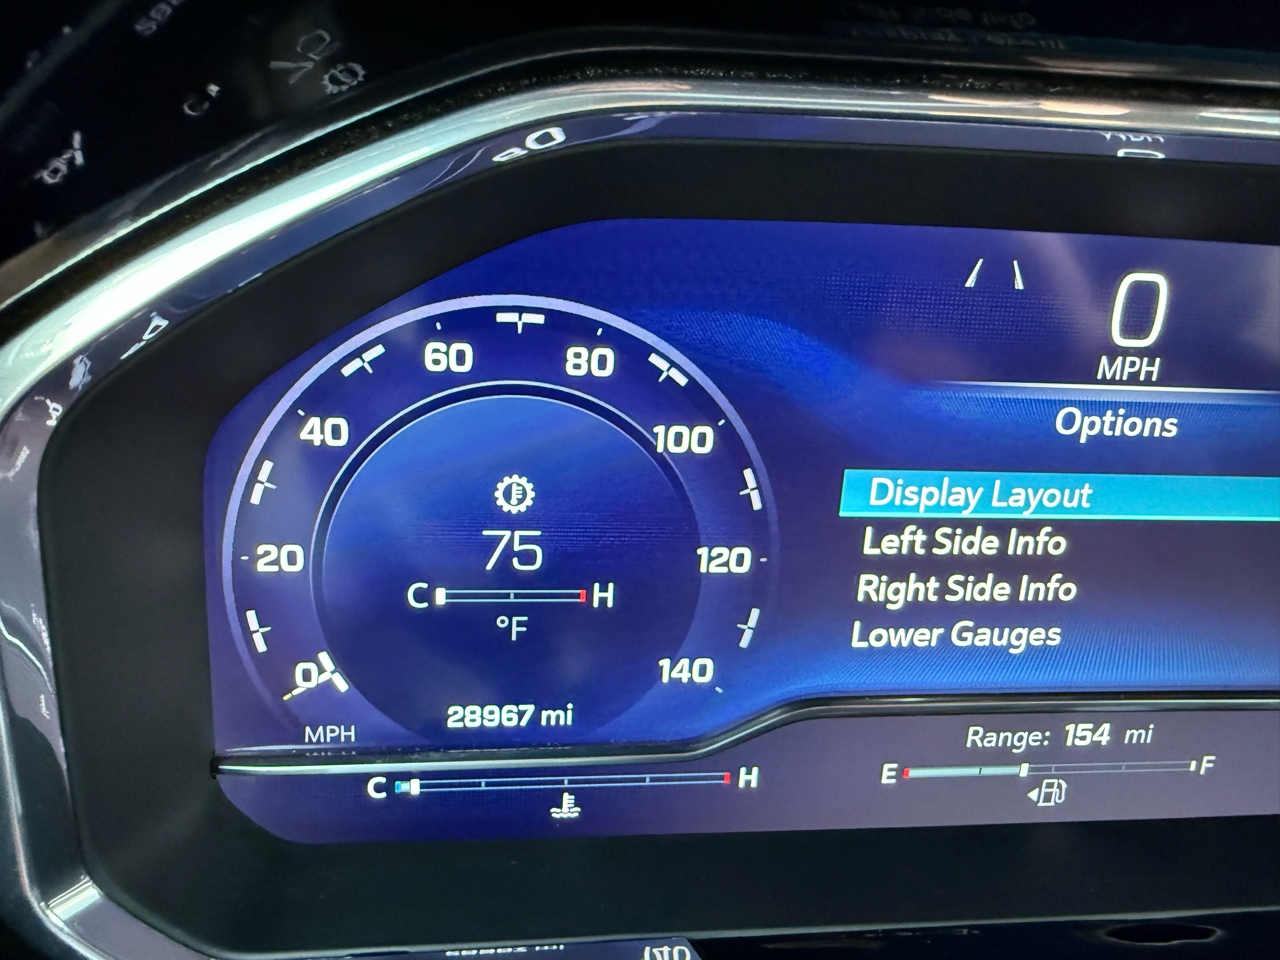 0
MPH
Options
Display Layout
Left Side Info
Right Side Info
Lower Gauges
0
20
40
60
80
100
120
140
MPH
75
C H
°F
28967 mi
C H
Range: 154 mi
E F